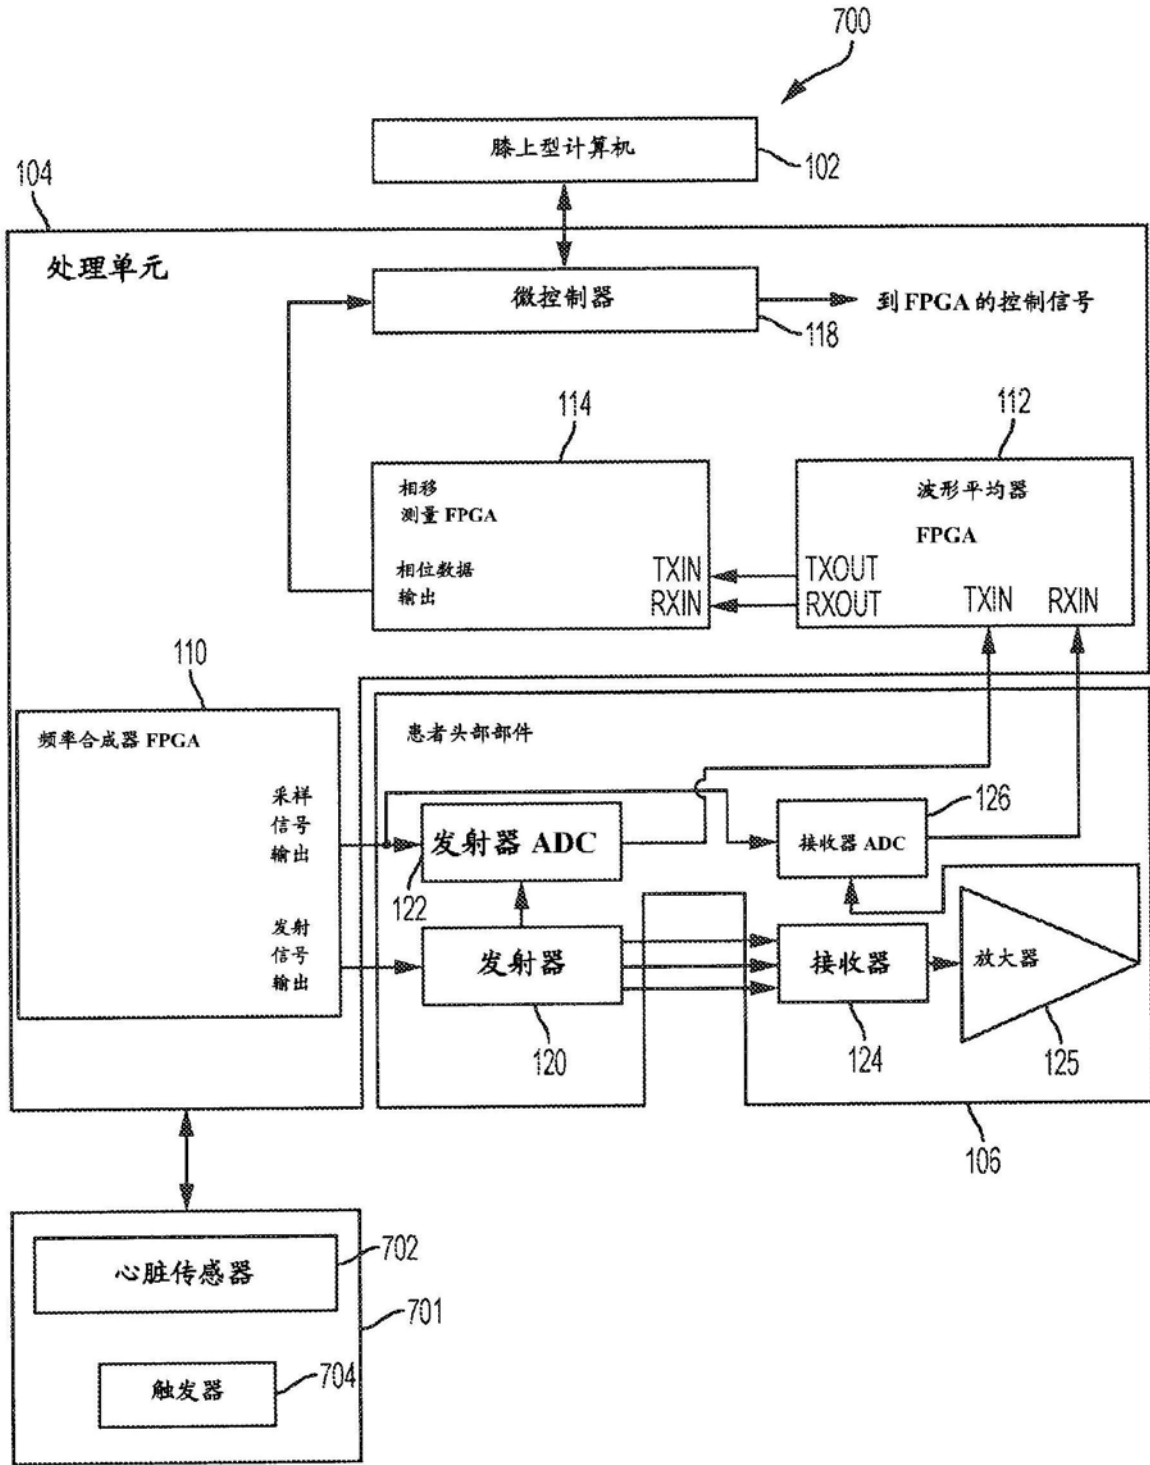 700
膝上型计算机
102
104
处理单元
微控制器
118
到 FPGA 的控制信号
114
112
相移
测量 FPGA
相位数据
输出
TXIN
RXIN
波形平均器
FPGA
TXOUT
RXOUT
TXIN
RXIN
110
频率合成器 FPGA
采样
信号
输出
发射
信号
输出
患者头部部件
发射器 ADC
122
126
接收器 ADC
发射器
120
接收器
124
放大器
125
106
心脏传感器
702
701
触发器
704